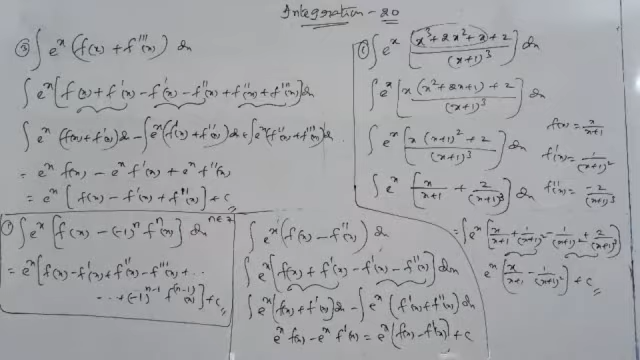 Integration - 20
③ ∫ eˣ (f(x) + f'''(x)) dx
∫ eˣ [f(x) + f'(x) - f'(x) - f''(x) + f''(x) + f'''(x)] dx
∫ eˣ (f(x) + f'(x)) dx - ∫ eˣ (f'(x) + f''(x)) dx + ∫ eˣ (f''(x) + f'''(x)) dx
= eˣ f(x) - eˣ f'(x) + eˣ f''(x)
= eˣ [f(x) - f'(x) + f''(x)] + c
∫ eˣ [f(x) - (-1)ⁿ fⁿ(x)] dx n∈z
= eˣ [f(x) - f'(x) + f''(x) - f'''(x) + ...
... + (-1)ⁿ⁻¹ f⁽ⁿ⁻¹⁾(x)] + c
∫ eˣ (f(x) - f''(x)) dx
∫ eˣ [f(x) + f'(x) - f'(x) - f''(x)] dx
∫ eˣ [f(x) + f'(x)] dx - ∫ eˣ (f'(x) + f''(x)) dx
eˣ f(x) - eˣ f'(x) = eˣ [f(x) - f'(x)] + c
∫ eˣ [(x³ + 2x² + x + 2)/(x+1)³] dx
∫ eˣ [(x(x² + 2x + 1) + 2)/(x+1)³] dx
∫ eˣ [(x(x+1)² + 2)/(x+1)³] dx
∫ eˣ [x/(x+1) + 2/(x+1)³] dx
f(x) = x/(x+1)
f'(x) = 1/(x+1)²
f''(x) = -2/(x+1)³
= ∫ eˣ [x/(x+1) + 1/(x+1)² - 1/(x+1)² + 2/(x+1)³]
eˣ [x/(x+1) - 1/(x+1)²] + c